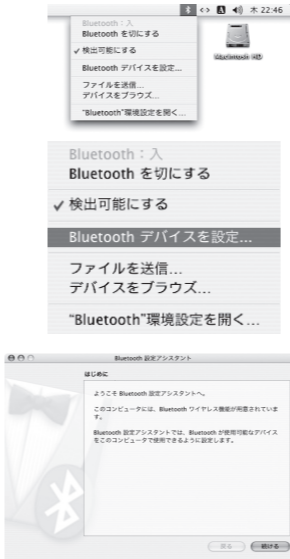 木 22:46
Bluetooth：入
Bluetooth を切にする
✓ 検出可能にする
Bluetooth デバイスを設定...
ファイルを送信...
デバイスをブラウズ...
“Bluetooth”環境設定を開く...
Macintosh HD
Bluetooth：入
Bluetooth を切にする
✓ 検出可能にする
Bluetooth デバイスを設定...
ファイルを送信...
デバイスをブラウズ...
“Bluetooth”環境設定を開く...
Bluetooth 設定アシスタント
はじめに
ようこそ Bluetooth 設定アシスタントへ。
このコンピュータには、Bluetooth ワイヤレス機能が用意されていま
す。
Bluetooth 設定アシスタントでは、Bluetooth が使用可能なデバイス
をこのコンピュータで使用できるように設定します。
戻る
続ける